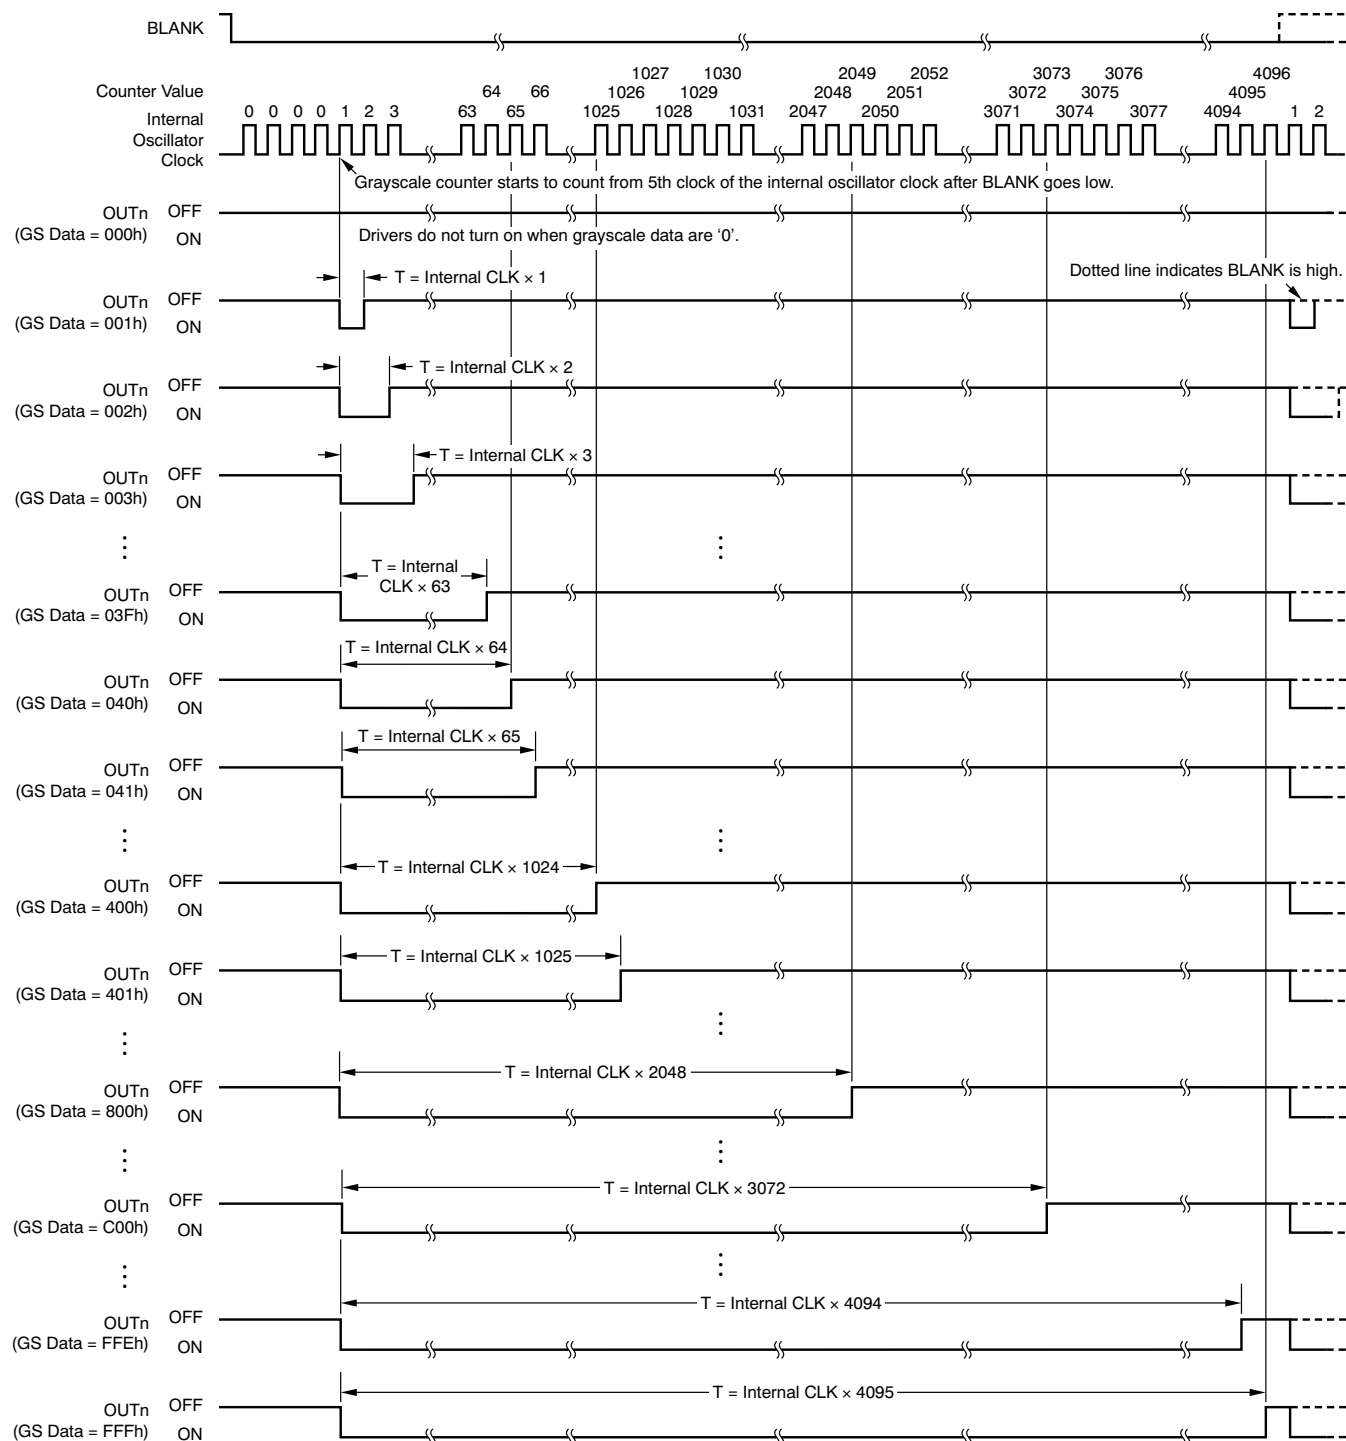 BLANK
1027 1030 2049 2052 3073 3076 4096
Counter Value 64 66 1026 1029 2048 2051 3072 3075 4095
0 0 0 0 1 2 3 63 65 1025 1028 1031 2047 2050 3071 3074 3077 4094 1 2
Internal
Oscillator
Clock
Grayscale counter starts to count from 5th clock of the internal oscillator clock after BLANK goes low.
OUTn OFF
(GS Data = 000h) ON
Drivers do not turn on when grayscale data are ‘0’.
T = Internal CLK × 1
Dotted line indicates BLANK is high.
OUTn OFF
(GS Data = 001h) ON
T = Internal CLK × 2
OUTn OFF
(GS Data = 002h) ON
T = Internal CLK × 3
OUTn OFF
(GS Data = 003h) ON
T = Internal
CLK × 63
OUTn OFF
(GS Data = 03Fh) ON
T = Internal CLK × 64
OUTn OFF
(GS Data = 040h) ON
T = Internal CLK × 65
OUTn OFF
(GS Data = 041h) ON
T = Internal CLK × 1024
OUTn OFF
(GS Data = 400h) ON
T = Internal CLK × 1025
OUTn OFF
(GS Data = 401h) ON
T = Internal CLK × 2048
OUTn OFF
(GS Data = 800h) ON
T = Internal CLK × 3072
OUTn OFF
(GS Data = C00h) ON
T = Internal CLK × 4094
OUTn OFF
(GS Data = FFEh) ON
T = Internal CLK × 4095
OUTn OFF
(GS Data = FFFh) ON